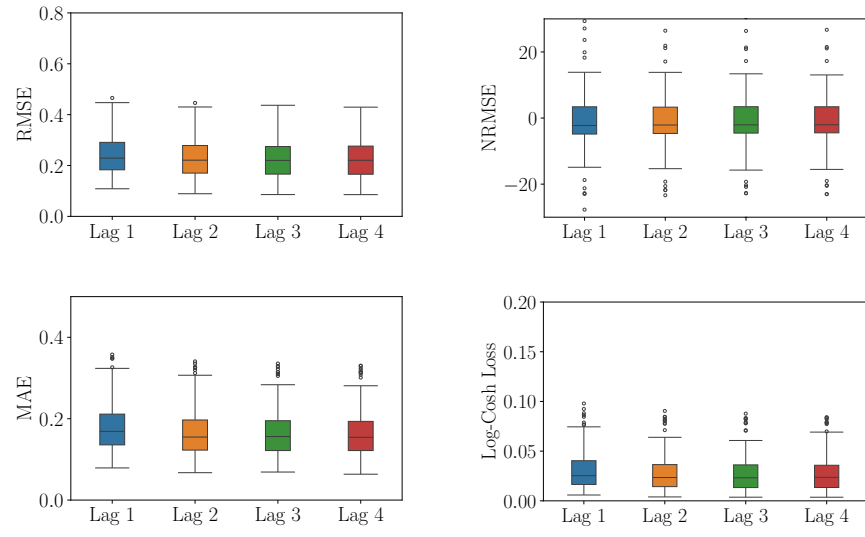 0.8
0.6
0.4
0.2
0.0
RMSE
Lag 1 Lag 2 Lag 3 Lag 4
20
0
−20
NRMSE
Lag 1 Lag 2 Lag 3 Lag 4
0.4
0.2
0.0
MAE
Lag 1 Lag 2 Lag 3 Lag 4
0.20
0.15
0.10
0.05
0.00
Log-Cosh Loss
Lag 1 Lag 2 Lag 3 Lag 4